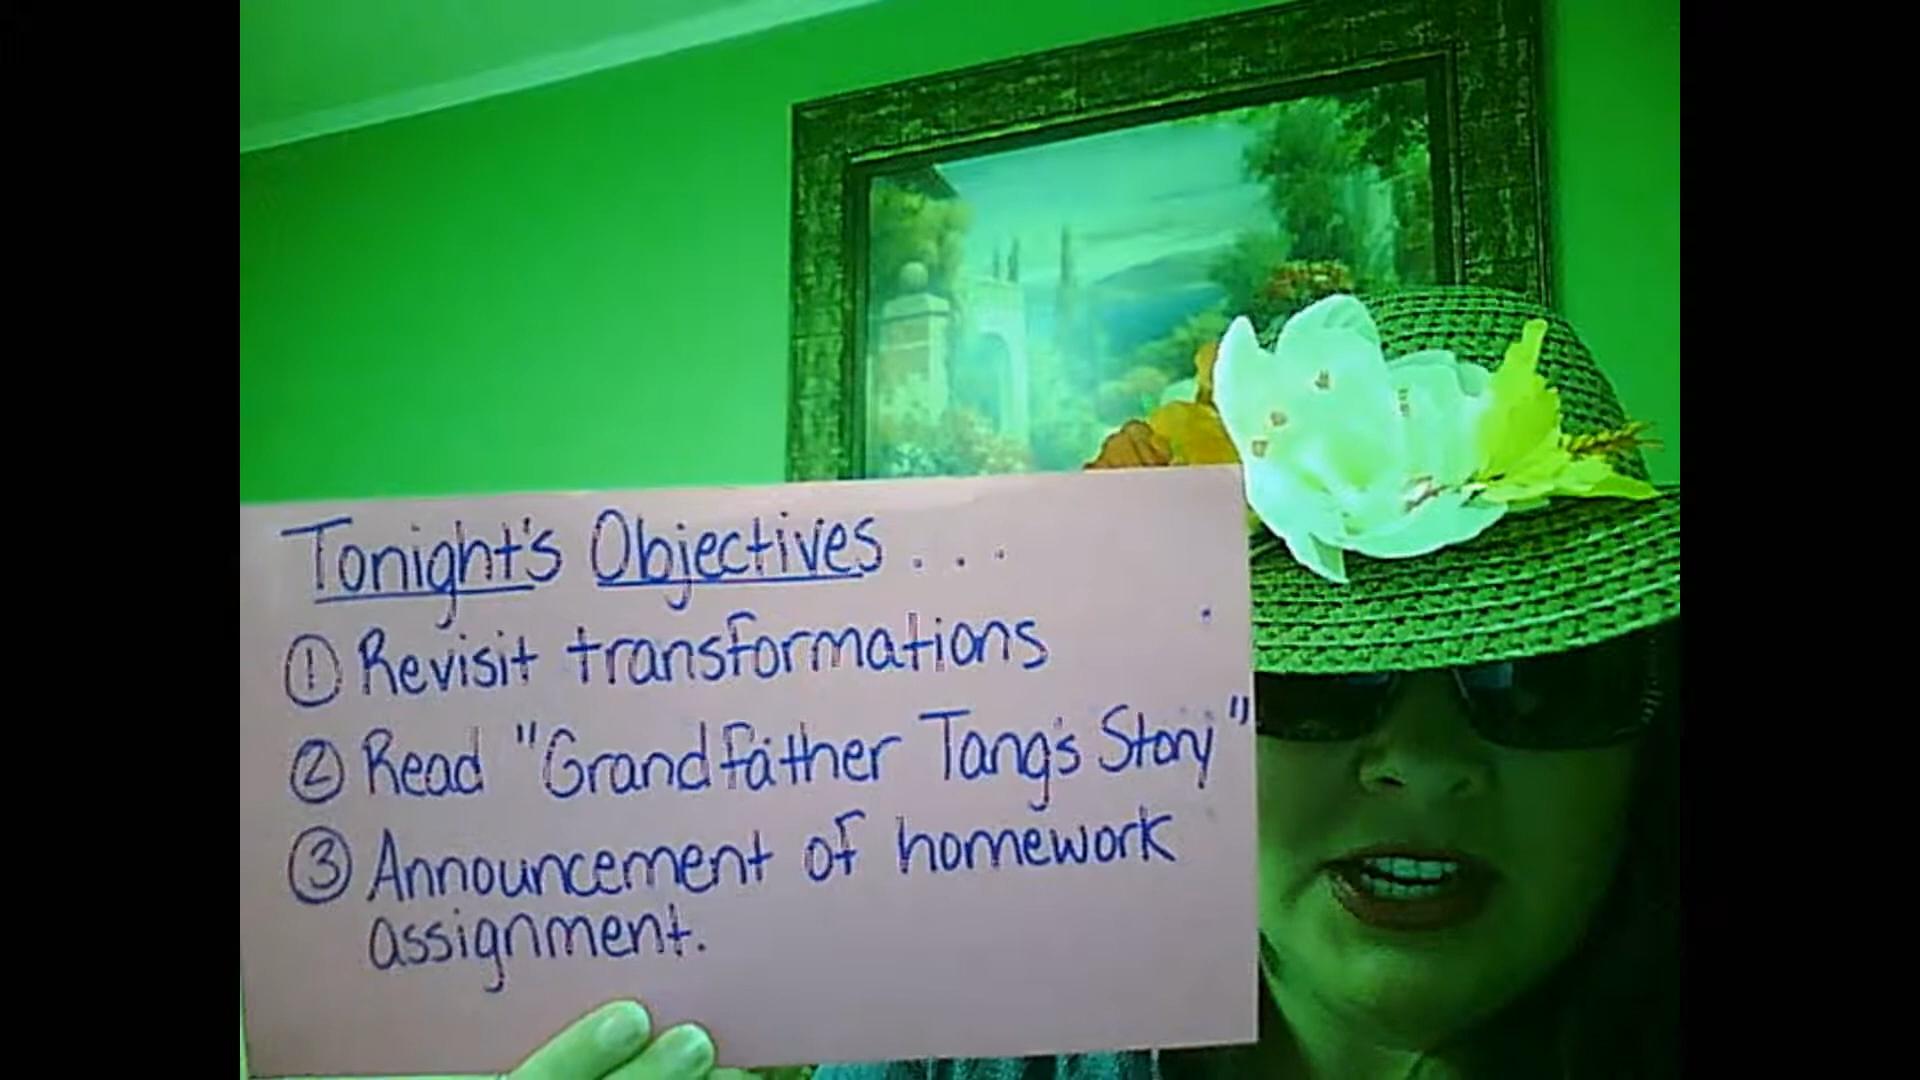 Tonight's Objectives...
① Revisit transformations
② Read "Grandfather Tang's Story"
③ Announcement of homework
assignment.